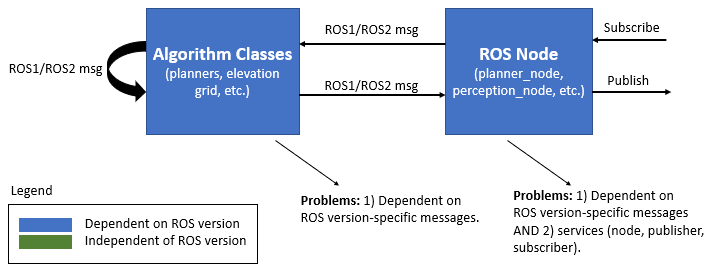 ROS1/ROS2 msg
Algorithm Classes
(planners, elevation
grid, etc.)
ROS1/ROS2 msg
ROS1/ROS2 msg
ROS Node
(planner_node,
perception_node, etc.)
Subscribe
Publish
Problems: 1) Dependent on
ROS version-specific messages.
Problems: 1) Dependent on
ROS version-specific messages
AND 2) services (node, publisher,
subscriber).
Legend
Dependent on ROS version
Independent of ROS version